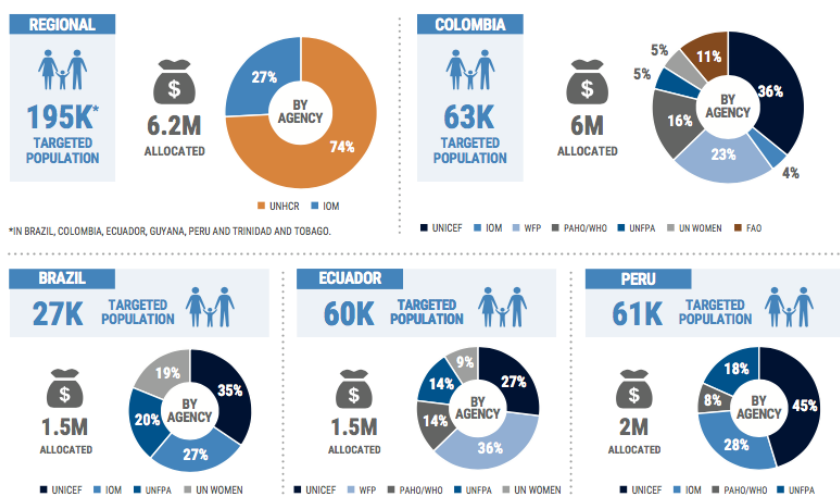 REGIONAL
195K*
TARGETED
POPULATION
$
6.2M
ALLOCATED
27%
BY
AGENCY
74%
UNHCR IOM
*IN BRAZIL, COLOMBIA, ECUADOR, GUYANA, PERU AND TRINIDAD AND TOBAGO.
COLOMBIA
63K
TARGETED
POPULATION
$
6M
ALLOCATED
5%
11%
5%
36%
BY
AGENCY
16%
23%
4%
UNICEF IOM WFP PAHO/WHO UNFPA UN WOMEN FAO
BRAZIL
27K
TARGETED
POPULATION
$
1.5M
ALLOCATED
19%
35%
BY
AGENCY
20%
27%
UNICEF IOM UNFPA UN WOMEN
ECUADOR
60K
TARGETED
POPULATION
$
1.5M
ALLOCATED
9%
27%
14%
BY
AGENCY
14%
36%
UNICEF WFP PAHO/WHO UNFPA UN WOMEN
PERU
61K
TARGETED
POPULATION
$
2M
ALLOCATED
18%
8%
45%
BY
AGENCY
28%
UNICEF IOM PAHO/WHO UNFPA